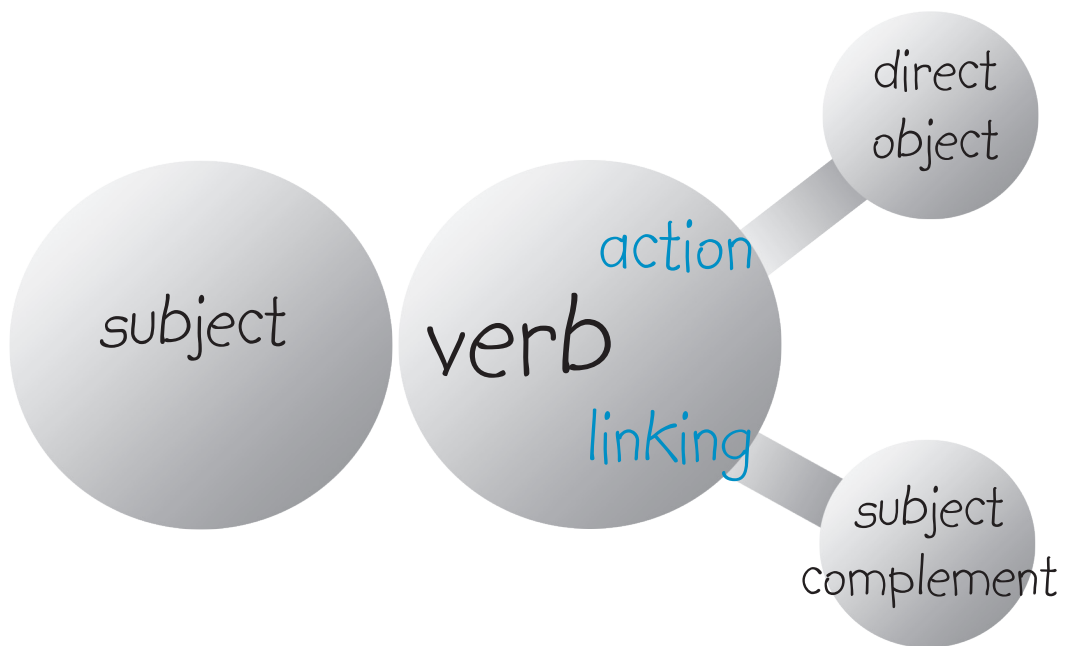 subject
verb
action
linking
direct
object
subject
complement